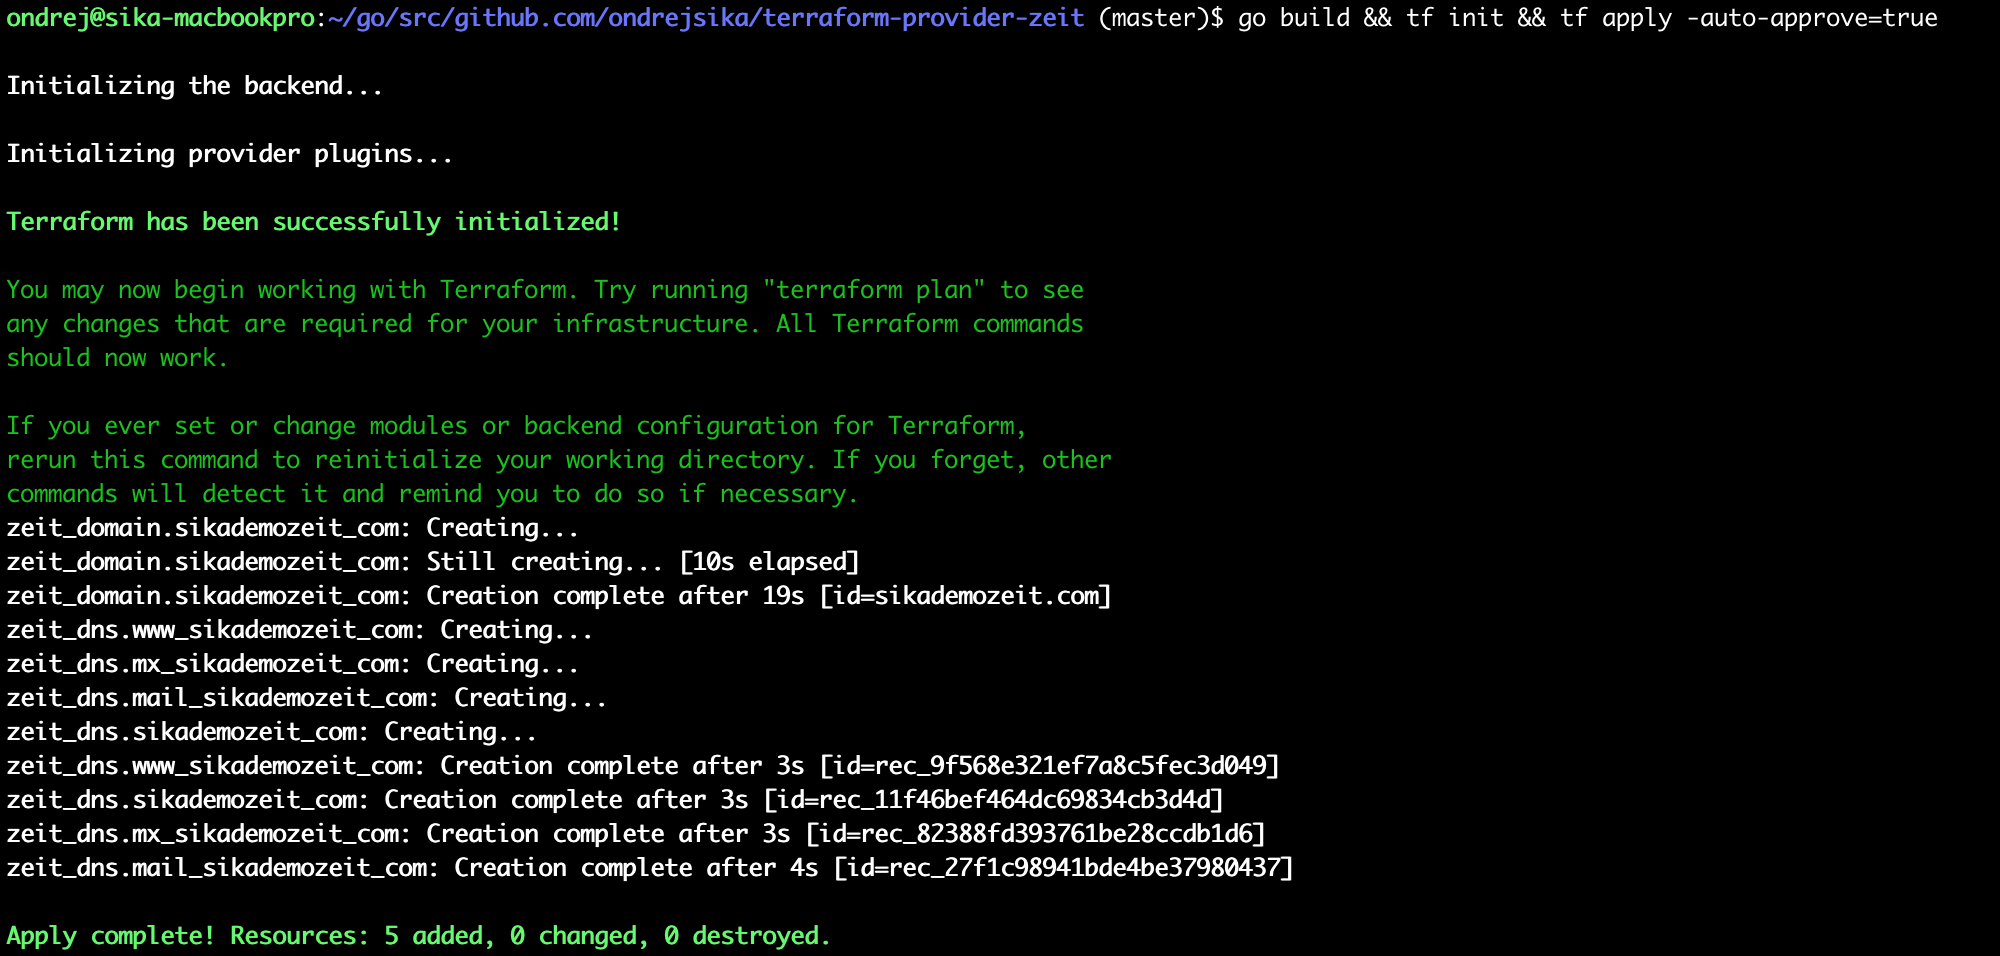 ondrej@sika-macbookpro:~/go/src/github.com/ondrejsika/terraform-provider-zeit (master)$ go build && tf init && tf apply -auto-approve=true
Initializing the backend...
Initializing provider plugins...
Terraform has been successfully initialized!
You may now begin working with Terraform. Try running "terraform plan" to see
any changes that are required for your infrastructure. All Terraform commands
should now work.
If you ever set or change modules or backend configuration for Terraform,
rerun this command to reinitialize your working directory. If you forget, other
commands will detect it and remind you to do so if necessary.
zeit_domain.sikademozeit_com: Creating...
zeit_domain.sikademozeit_com: Still creating... [10s elapsed]
zeit_domain.sikademozeit_com: Creation complete after 19s [id=sikademozeit.com]
zeit_dns.www_sikademozeit_com: Creating...
zeit_dns.mx_sikademozeit_com: Creating...
zeit_dns.mail_sikademozeit_com: Creating...
zeit_dns.sikademozeit_com: Creating...
zeit_dns.www_sikademozeit_com: Creation complete after 3s [id=rec_9f568e321ef7a8c5fec3d049]
zeit_dns.sikademozeit_com: Creation complete after 3s [id=rec_11f46bef464dc69834cb3d4d]
zeit_dns.mx_sikademozeit_com: Creation complete after 3s [id=rec_82388fd393761be28ccdb1d6]
zeit_dns.mail_sikademozeit_com: Creation complete after 4s [id=rec_27f1c98941bde4be37980437]
Apply complete! Resources: 5 added, 0 changed, 0 destroyed.